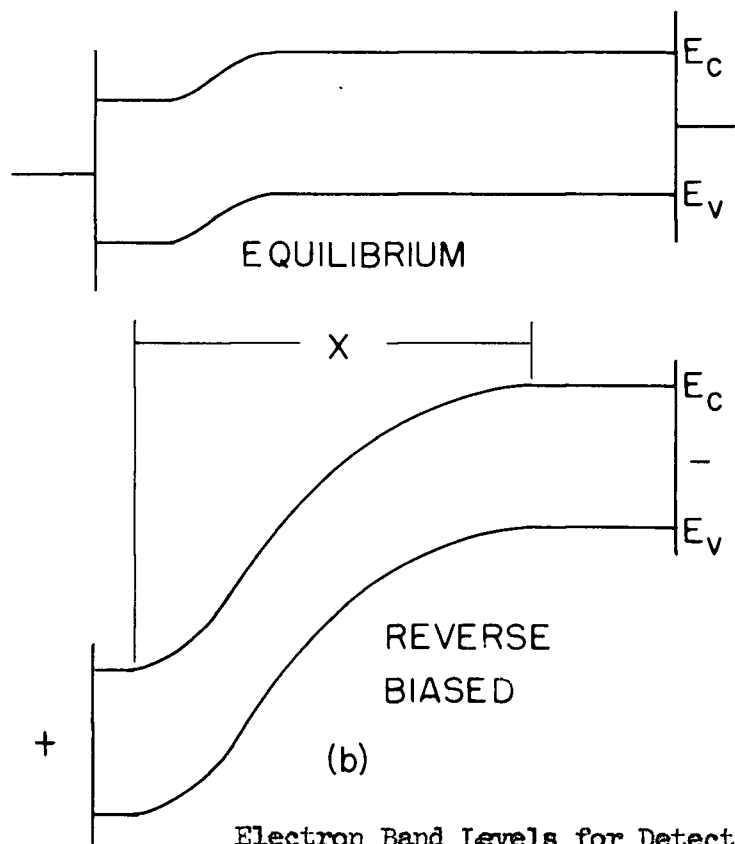 E_C
E_V
EQUILIBRIUM
X
E_C
−
E_V
REVERSE
BIASED
+
(b)
Electron Band Levels for Detect